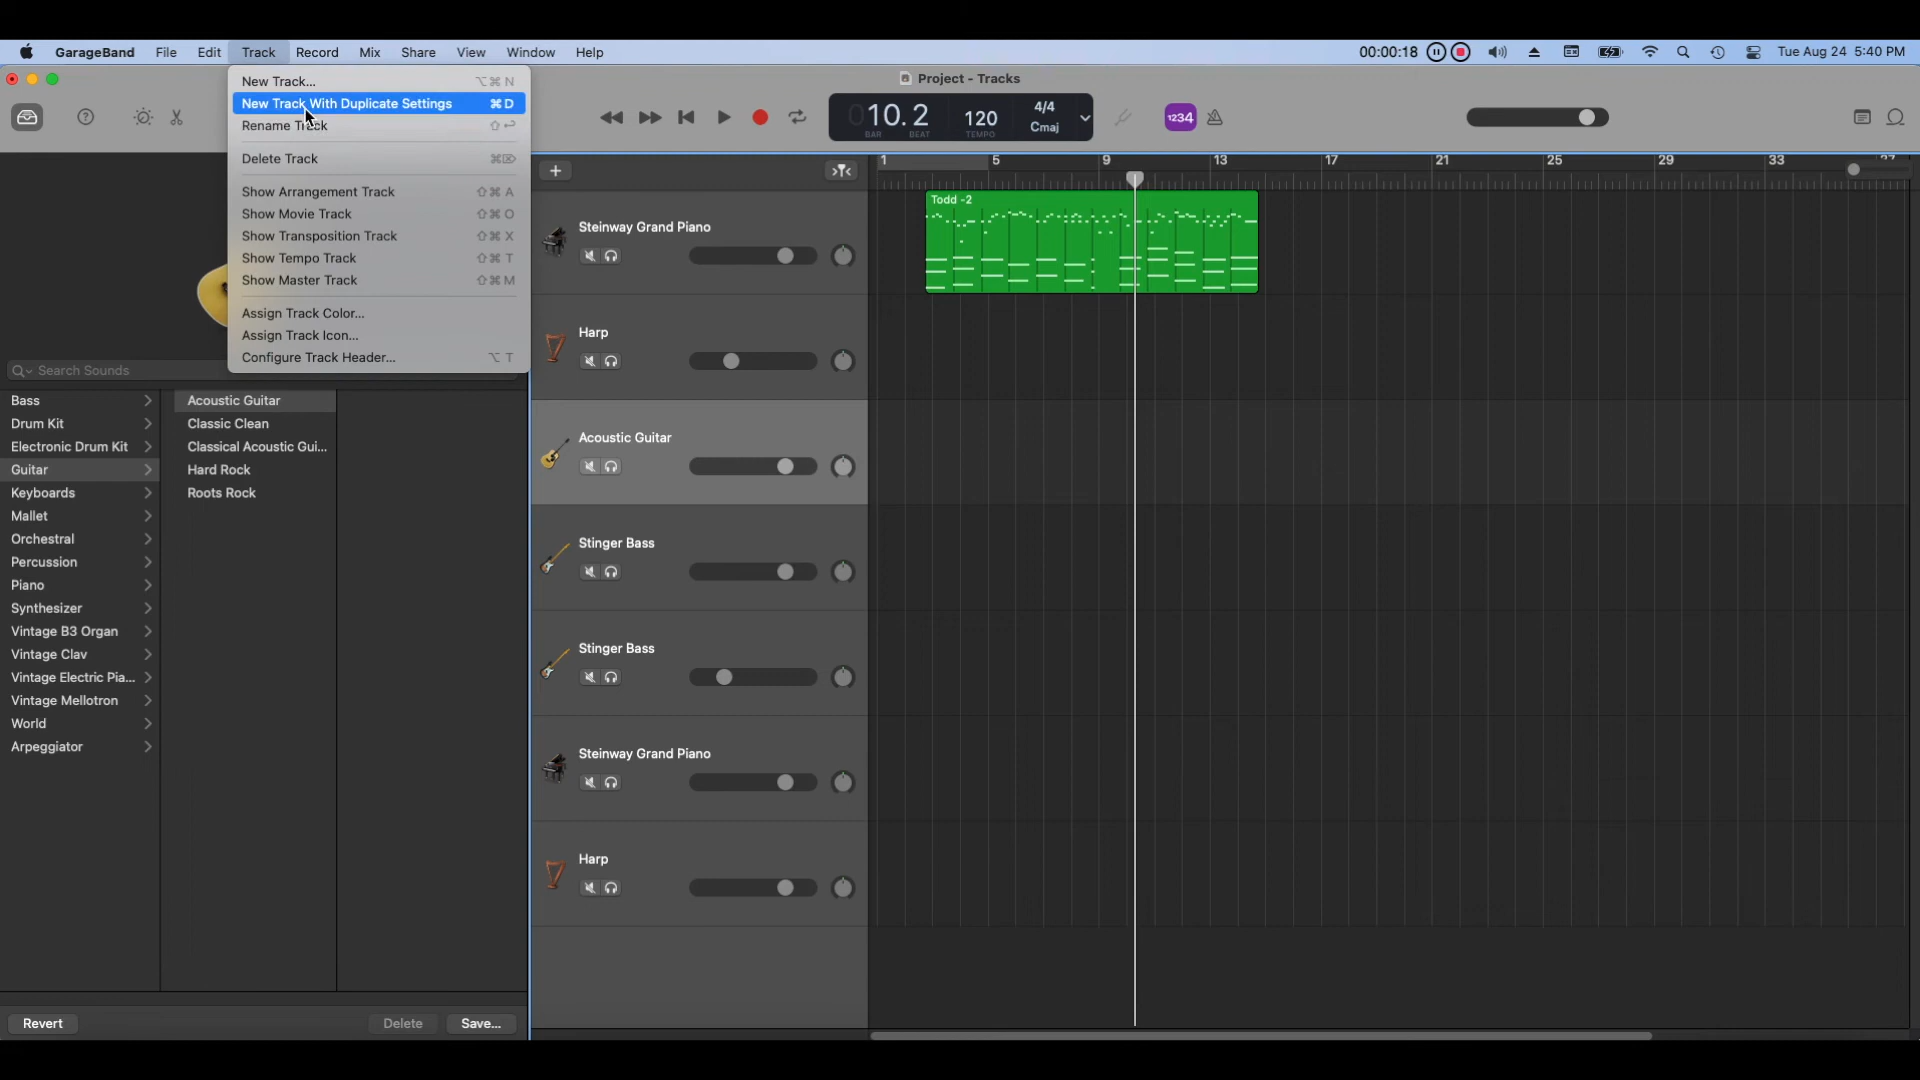 GarageBand File Edit Track Record Mix Share View Window Help 00:00:18 Tue Aug 24 5:40 PM
Project - Tracks
New Track... ⌥⌘N
New Track With Duplicate Settings ⌘D
Rename Track ⇧↩
Delete Track ⌘⌦
Show Arrangement Track ⇧⌘A
Show Movie Track ⇧⌘O
Show Transposition Track ⇧⌘X
Show Tempo Track ⇧⌘T
Show Master Track ⇧⌘M
Assign Track Color...
Assign Track Icon...
Configure Track Header... ⌥T
010.2 120 4/4
Cmaj
BAR BEAT TEMPO
1234
1 5 9 13 17 21 25 29 33
Todd -2
Steinway Grand Piano
Harp
Acoustic Guitar
Stinger Bass
Stinger Bass
Steinway Grand Piano
Harp
Search Sounds
Bass
Drum Kit
Electronic Drum Kit
Guitar
Keyboards
Mallet
Orchestral
Percussion
Piano
Synthesizer
Vintage B3 Organ
Vintage Clav
Vintage Electric Pia...
Vintage Mellotron
World
Arpeggiator
Acoustic Guitar
Classic Clean
Classical Acoustic Gui...
Hard Rock
Roots Rock
Revert Delete Save...